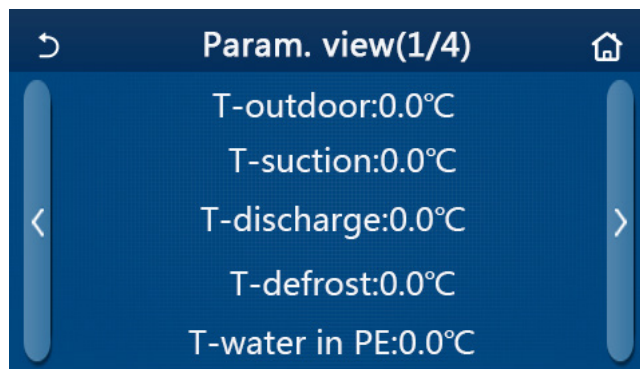 Param. view(1/4)
T-outdoor:0.0℃
T-suction:0.0℃
T-discharge:0.0℃
T-defrost:0.0℃
T-water in PE:0.0℃